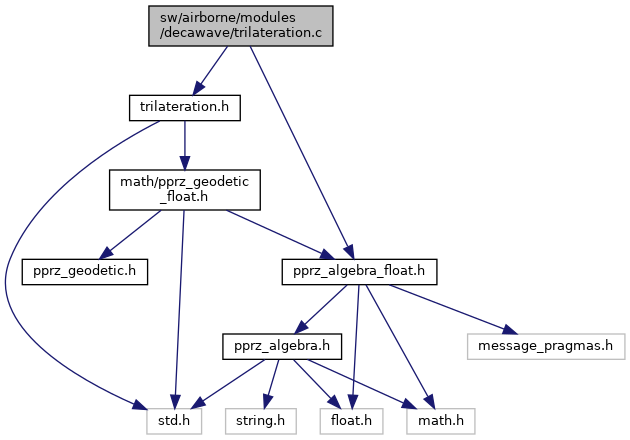 sw/airborne/modules
/decawave/trilateration.c
trilateration.h
math/pprz_geodetic
_float.h
pprz_geodetic.h
pprz_algebra_float.h
pprz_algebra.h
message_pragmas.h
std.h
string.h
float.h
math.h